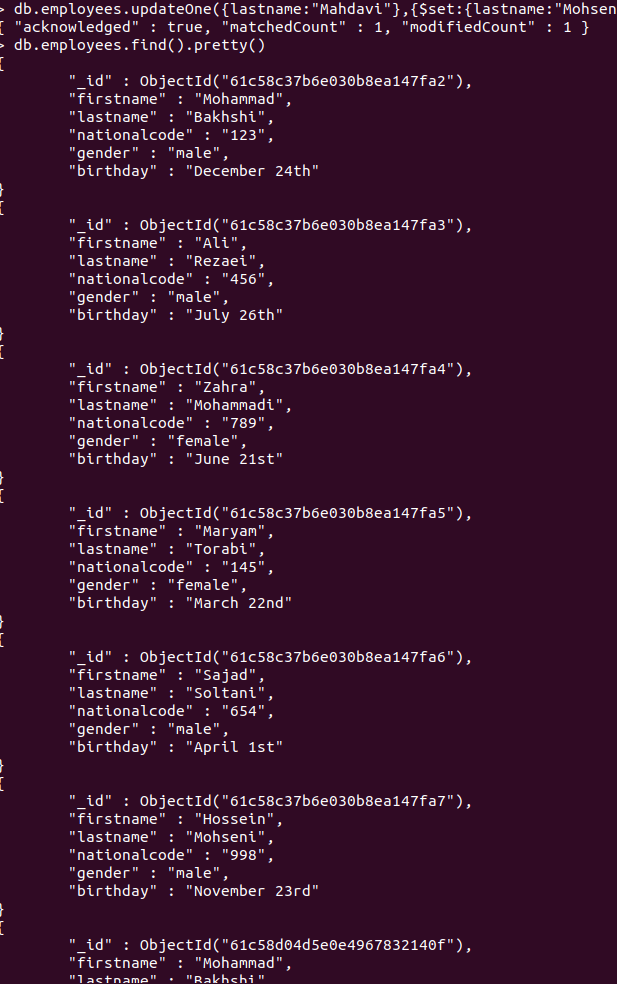 > db.employees.updateOne({lastname:"Mahdavi"},{$set:{lastname:"Mohsen
{ "acknowledged" : true, "matchedCount" : 1, "modifiedCount" : 1 }
> db.employees.find().pretty()
{
"_id" : ObjectId("61c58c37b6e030b8ea147fa2"),
"firstname" : "Mohammad",
"lastname" : "Bakhshi",
"nationalcode" : "123",
"gender" : "male",
"birthday" : "December 24th"
}
{
"_id" : ObjectId("61c58c37b6e030b8ea147fa3"),
"firstname" : "Ali",
"lastname" : "Rezaei",
"nationalcode" : "456",
"gender" : "male",
"birthday" : "July 26th"
}
{
"_id" : ObjectId("61c58c37b6e030b8ea147fa4"),
"firstname" : "Zahra",
"lastname" : "Mohammadi",
"nationalcode" : "789",
"gender" : "female",
"birthday" : "June 21st"
}
{
"_id" : ObjectId("61c58c37b6e030b8ea147fa5"),
"firstname" : "Maryam",
"lastname" : "Torabi",
"nationalcode" : "145",
"gender" : "female",
"birthday" : "March 22nd"
}
{
"_id" : ObjectId("61c58c37b6e030b8ea147fa6"),
"firstname" : "Sajad",
"lastname" : "Soltani",
"nationalcode" : "654",
"gender" : "male",
"birthday" : "April 1st"
}
{
"_id" : ObjectId("61c58c37b6e030b8ea147fa7"),
"firstname" : "Hossein",
"lastname" : "Mohseni",
"nationalcode" : "998",
"gender" : "male",
"birthday" : "November 23rd"
}
{
"_id" : ObjectId("61c58d04d5e0e4967832140f"),
"firstname" : "Mohammad",
"lastname" : "Bakhshi"